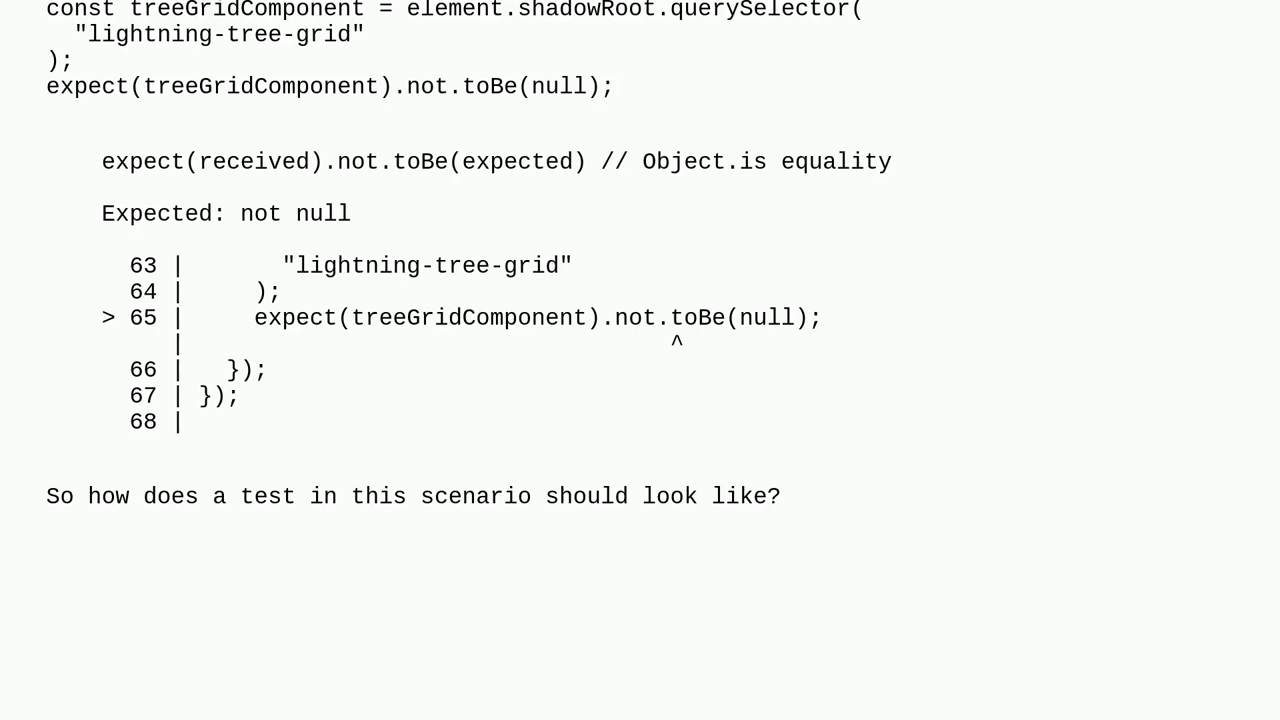 const treeGridComponent = element.shadowRoot.querySelector(
  "lightning-tree-grid"
);
expect(treeGridComponent).not.toBe(null);
    expect(received).not.toBe(expected) // Object.is equality
    Expected: not null
      63 |       "lightning-tree-grid"
      64 |     );
    > 65 |     expect(treeGridComponent).not.toBe(null);
         |                                   ^
      66 |   });
      67 | });
      68 |
So how does a test in this scenario should look like?